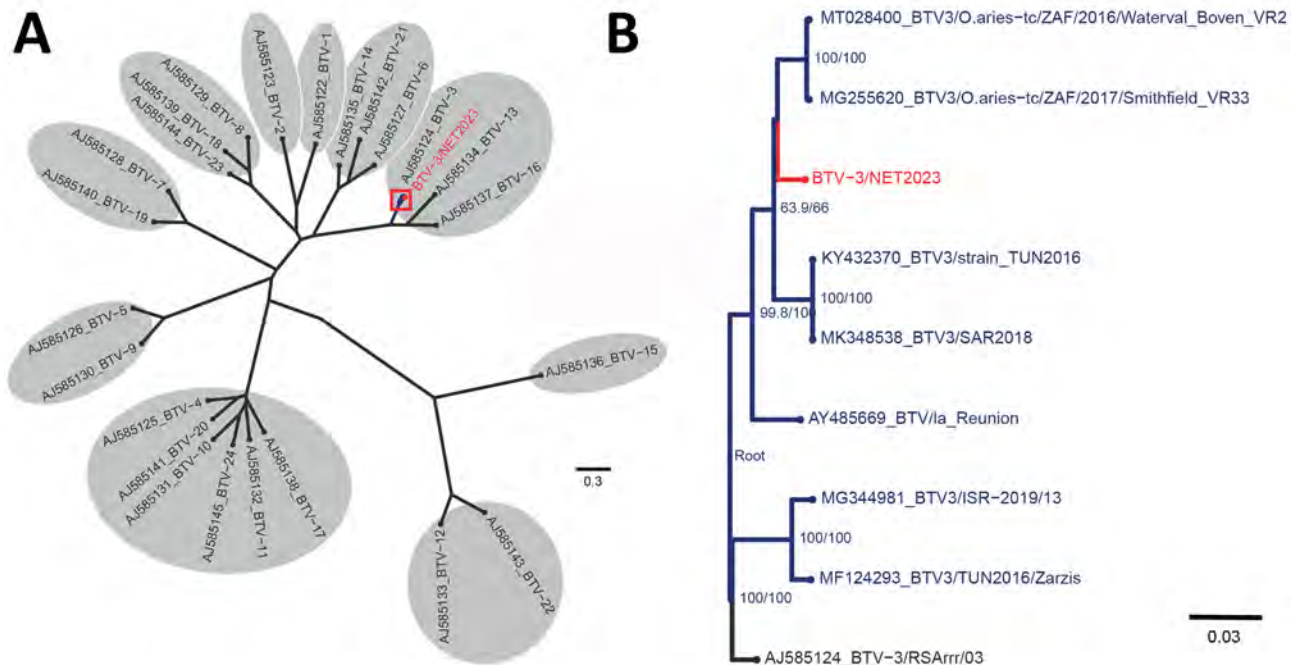 A
AJ585129_BTV-8
AJ585139_BTV-18
AJ585144_BTV-23
AJ585123_BTV-2
AJ585122_BTV-1
AJ585135_BTV-14
AJ585142_BTV-21
AJ585127_BTV-6
AJ585124_BTV-3
BTV-3/NET2023
AJ585134_BTV-13
AJ585137_BTV-16
AJ585128_BTV-7
AJ585140_BTV-19
AJ585126_BTV-5
AJ585130_BTV-9
AJ585136_BTV-15
AJ585125_BTV-4
AJ585141_BTV-20
AJ585131_BTV-10
AJ585145_BTV-24
AJ585132_BTV-11
AJ585138_BTV-17
AJ585133_BTV-12
AJ585143_BTV-22
0.3
B
MT028400_BTV3/O.aries-tc/ZAF/2016/Waterval_Boven_VR2
100/100
MG255620_BTV3/O.aries-tc/ZAF/2017/Smithfield_VR33
BTV-3/NET2023
63.9/66
KY432370_BTV3/strain_TUN2016
100/100
99.8/100
MK348538_BTV3/SAR2018
AY485669_BTV/la_Reunion
Root
MG344981_BTV3/ISR-2019/13
100/100
MF124293_BTV3/TUN2016/Zarzis
100/100
AJ585124_BTV-3/RSArrr/03
0.03